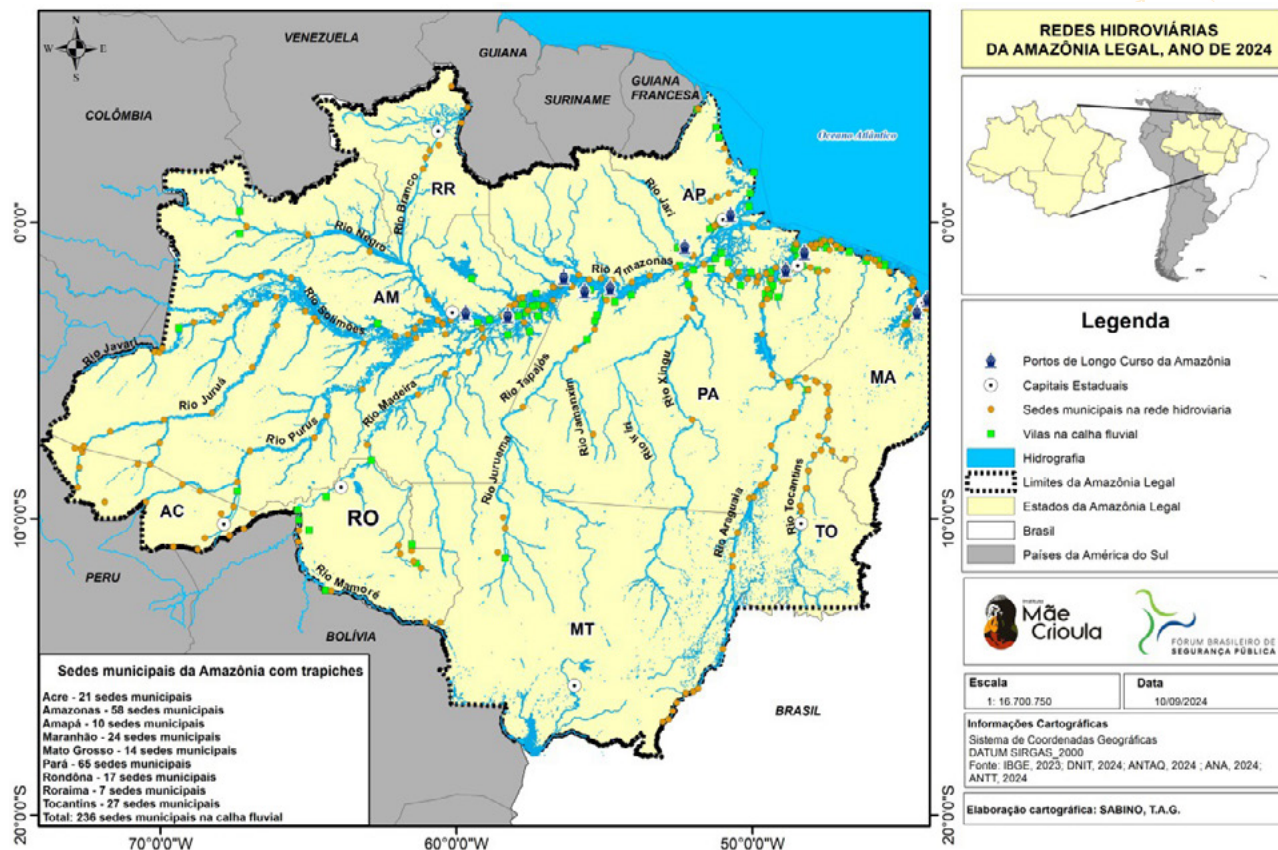 REDES HIDROVIÁRIAS
DA AMAZÔNIA LEGAL, ANO DE 2024
N
W
E
S
VENEZUELA
GUIANA
SURINAME
GUIANA
FRANCESA
COLÔMBIA
Oceano Atlântico
RR
AP
Rio Branco
Rio Jari
Rio Negro
Rio Amazonas
AM
Rio Solimões
Rio Javari
Rio Juruá
Rio Purus
Rio Madeira
Rio Tapajós
Rio Jamanxim
Rio Iriri
Rio Xingu
PA
MA
Rio Juruema
Rio Araguaia
Rio Tocantins
AC
RO
TO
Rio Mamoré
MT
PERU
BOLÍVIA
BRASIL
0°0'0"
10°0'0"S
20°0'0"S
0°0'0"
10°0'0"S
20°0'0"S
70°0'0"W
60°0'0"W
50°0'0"W
Sedes municipais da Amazônia com trapiches
Acre - 21 sedes municipais
Amazonas - 58 sedes municipais
Amapá - 10 sedes municipais
Maranhão - 24 sedes municipais
Mato Grosso - 14 sedes municipais
Pará - 65 sedes municipais
Rondônia - 17 sedes municipais
Roraima - 7 sedes municipais
Tocantins - 27 sedes municipais
Total: 236 sedes municipais na calha fluvial
Legenda
Portos de Longo Curso da Amazônia
Capitais Estaduais
Sedes municipais na rede hidroviaria
Vilas na calha fluvial
Hidrografia
Limites da Amazônia Legal
Estados da Amazônia Legal
Brasil
Países da América do Sul
Instituto
Mãe
Crioula
FÓRUM BRASILEIRO DE
SEGURANÇA PÚBLICA
Escala
1: 16.700.750
Data
10/09/2024
Informações Cartográficas
Sistema de Coordenadas Geográficas
DATUM SIRGAS_2000
Fonte: IBGE, 2023; DNIT, 2024; ANTAQ, 2024 ; ANA, 2024;
ANTT, 2024
Elaboração cartográfica: SABINO, T.A.G.